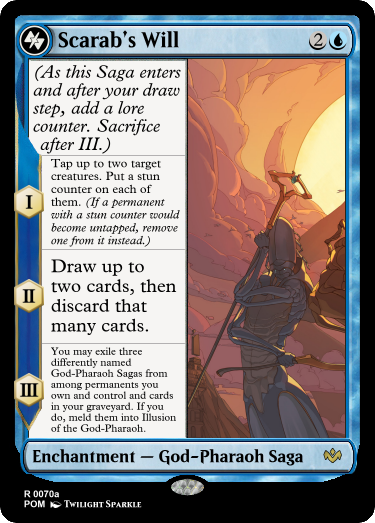 Scarab's Will 2
(As this Saga enters
and after your draw
step, add a lore
counter. Sacrifice
after III.)
I
Tap up to two target
creatures. Put a stun
counter on each of
them. (If a permanent
with a stun counter would
become untapped, remove
one from it instead.)
II
Draw up to
two cards, then
discard that
many cards.
III
You may exile three
differently named
God-Pharaoh Sagas from
among permanents you
own and control and cards
in your graveyard. If you
do, meld them into Illusion
of the God-Pharaoh.
Enchantment — God-Pharaoh Saga
R 0070a
POM Twilight Sparkle